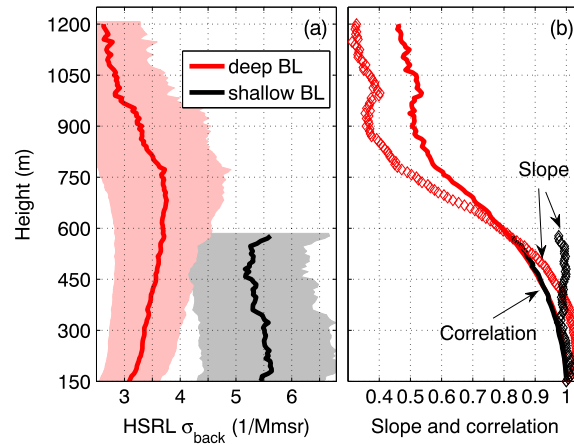 (a)
(b)
1200
1050
900
750
600
450
300
150
Height (m)
deep BL
shallow BL
Slope
Correlation
2.5 3 4 5 6
0.4 0.5 0.6 0.7 0.8 0.9 1
HSRL σback (1/Mmsr)
Slope and correlation